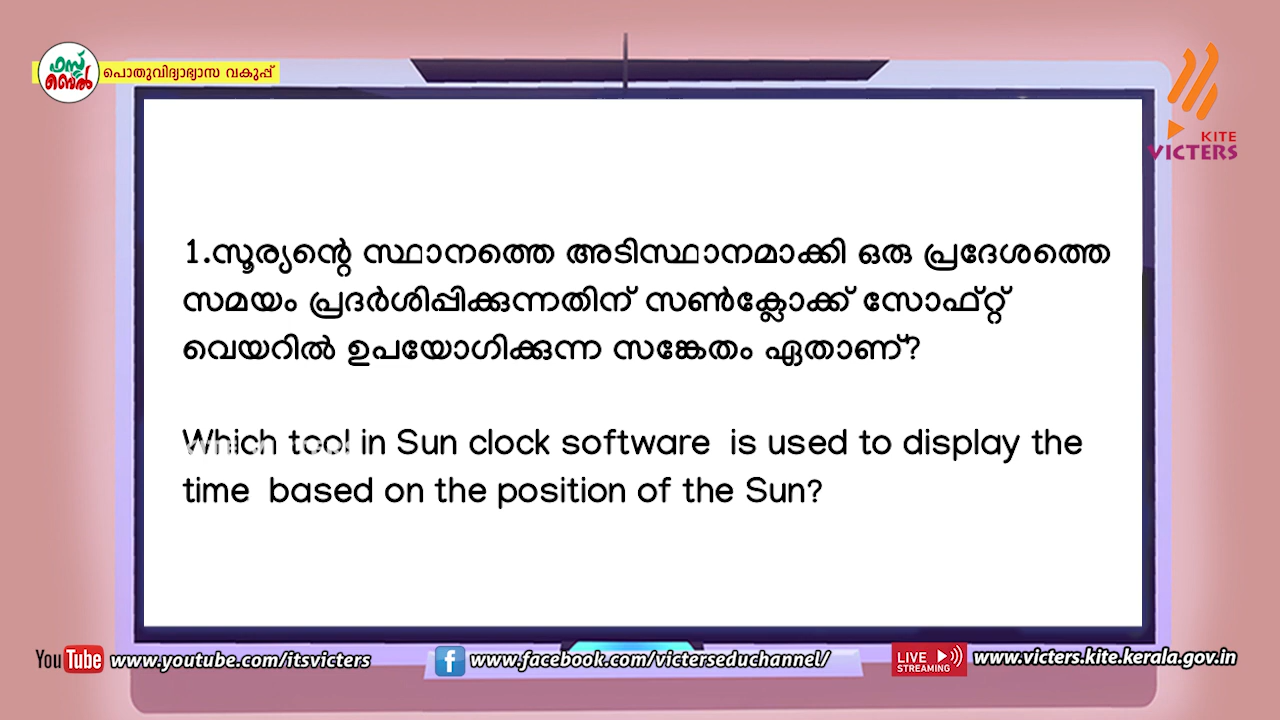 ഫസ്റ്റ്
ബെൽ
പൊതുവിദ്യാഭ്യാസ വകുപ്പ്
KITE
VICTERS
1.സൂര്യന്റെ സ്ഥാനത്തെ അടിസ്ഥാനമാക്കി ഒരു പ്രദേശത്തെ
സമയം പ്രദർശിപ്പിക്കുന്നതിന് സൺക്ലോക്ക് സോഫ്റ്റ്
വെയറിൽ ഉപയോഗിക്കുന്ന സങ്കേതം ഏതാണ്?
Which tool in Sun clock software is used to display the
time based on the position of the Sun?
YouTube www.youtube.com/itsvicters
f www.facebook.com/victerseduchannel/
LIVE
STREAMING
www.victers.kite.kerala.gov.in